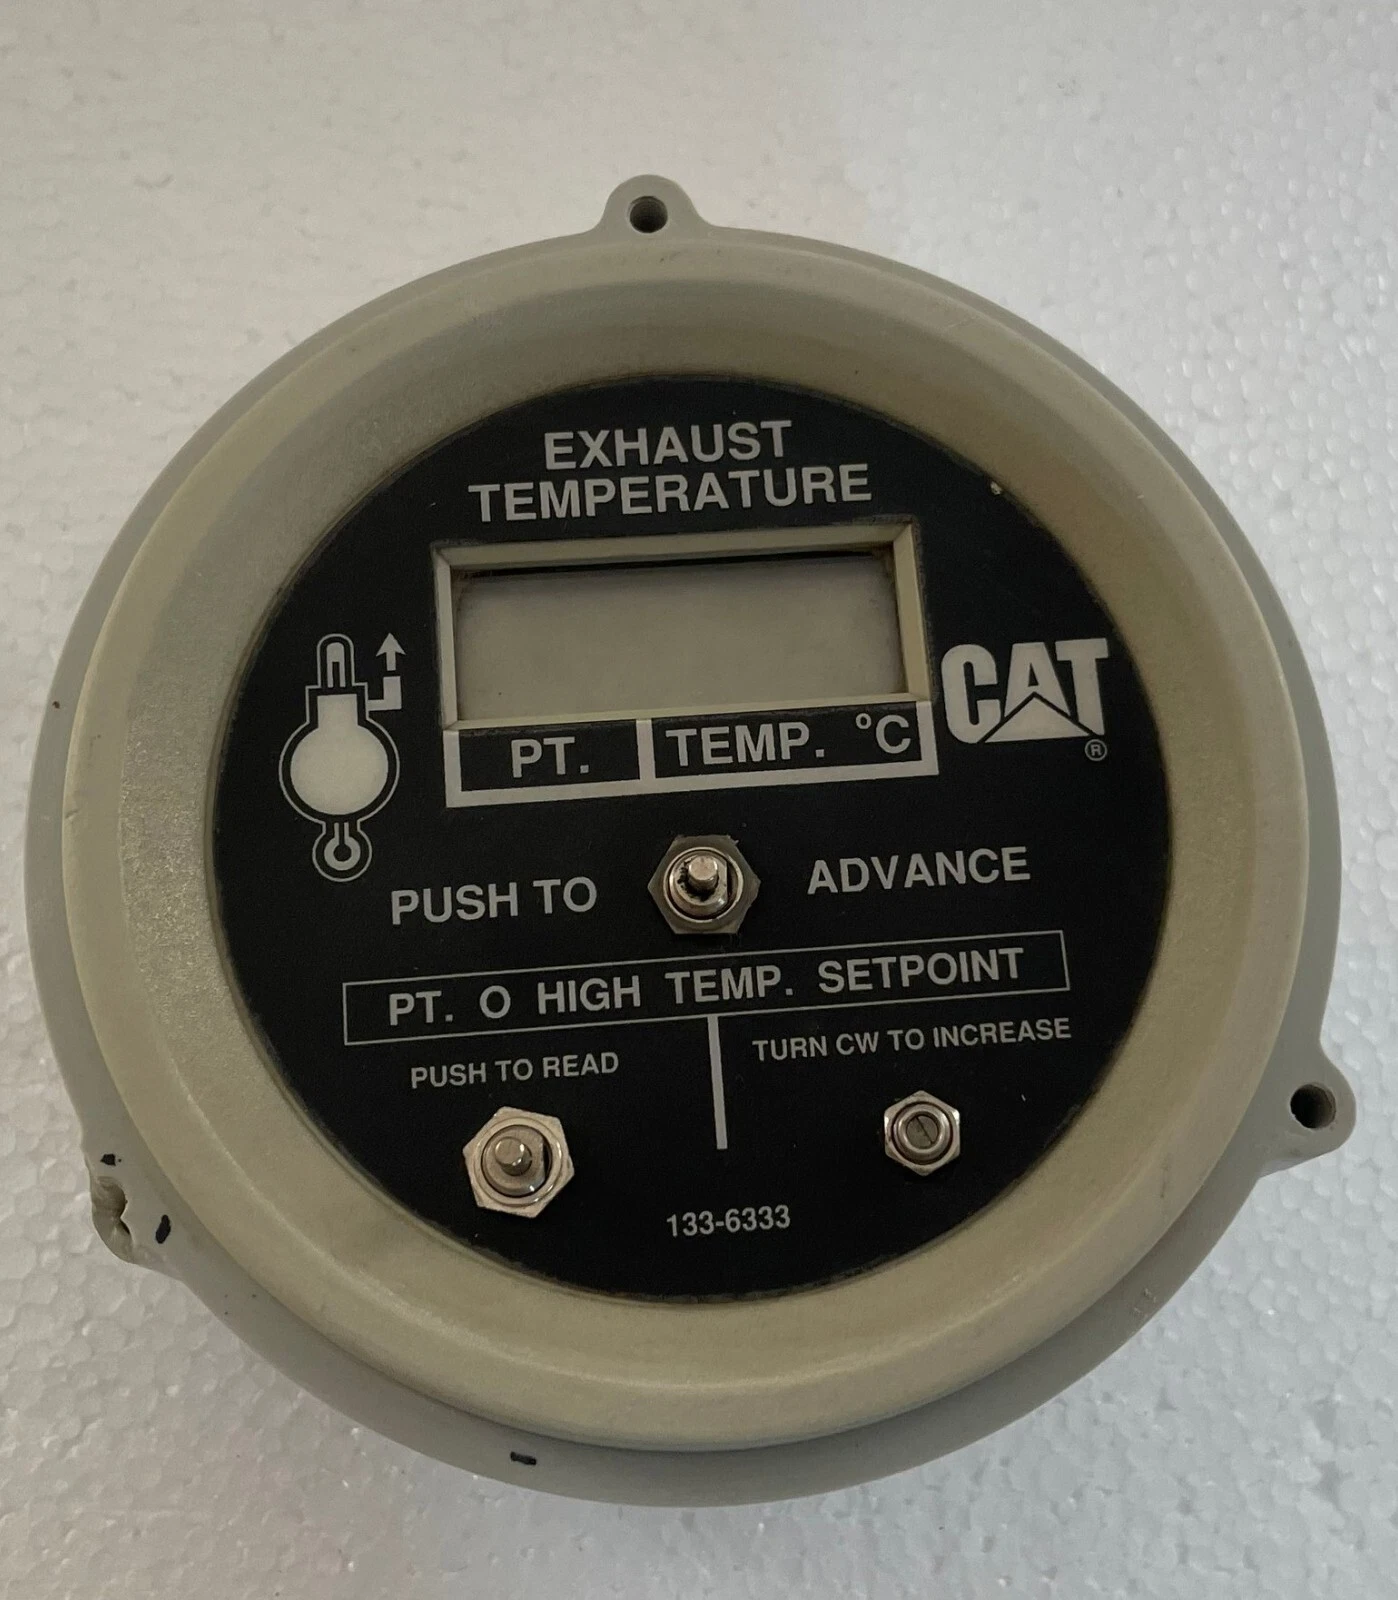 EXHAUST
TEMPERATURE
CAT
®
PT. TEMP. °C
PUSH TO ADVANCE
PT. O HIGH TEMP. SETPOINT
PUSH TO READ
TURN CW TO INCREASE
133-6333